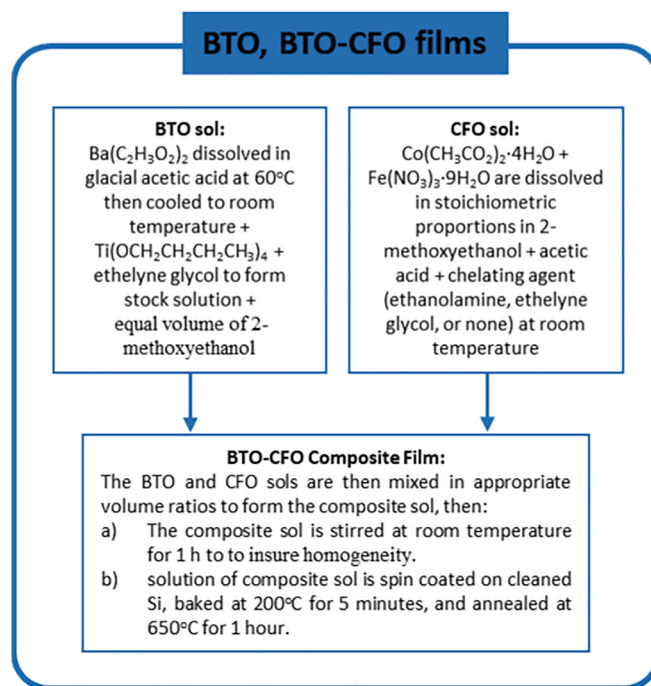 BTO, BTO-CFO films
BTO sol:
Ba(C₂H₃O₂)₂ dissolved in
glacial acetic acid at 60°C
then cooled to room
temperature +
Ti(OCH₂CH₂CH₂CH₃)₄ +
ethelyne glycol to form
stock solution +
equal volume of 2-
methoxyethanol
CFO sol:
Co(CH₃CO₂)₂·4H₂O +
Fe(NO₃)₃·9H₂O are dissolved
in stoichiometric
proportions in 2-
methoxyethanol + acetic
acid + chelating agent
(ethanolamine, ethelyne
glycol, or none) at room
temperature
BTO-CFO Composite Film:
The BTO and CFO sols are then mixed in appropriate
volume ratios to form the composite sol, then:
a) The composite sol is stirred at room temperature
for 1 h to to insure homogeneity.
b) solution of composite sol is spin coated on cleaned
Si, baked at 200°C for 5 minutes, and annealed at
650°C for 1 hour.